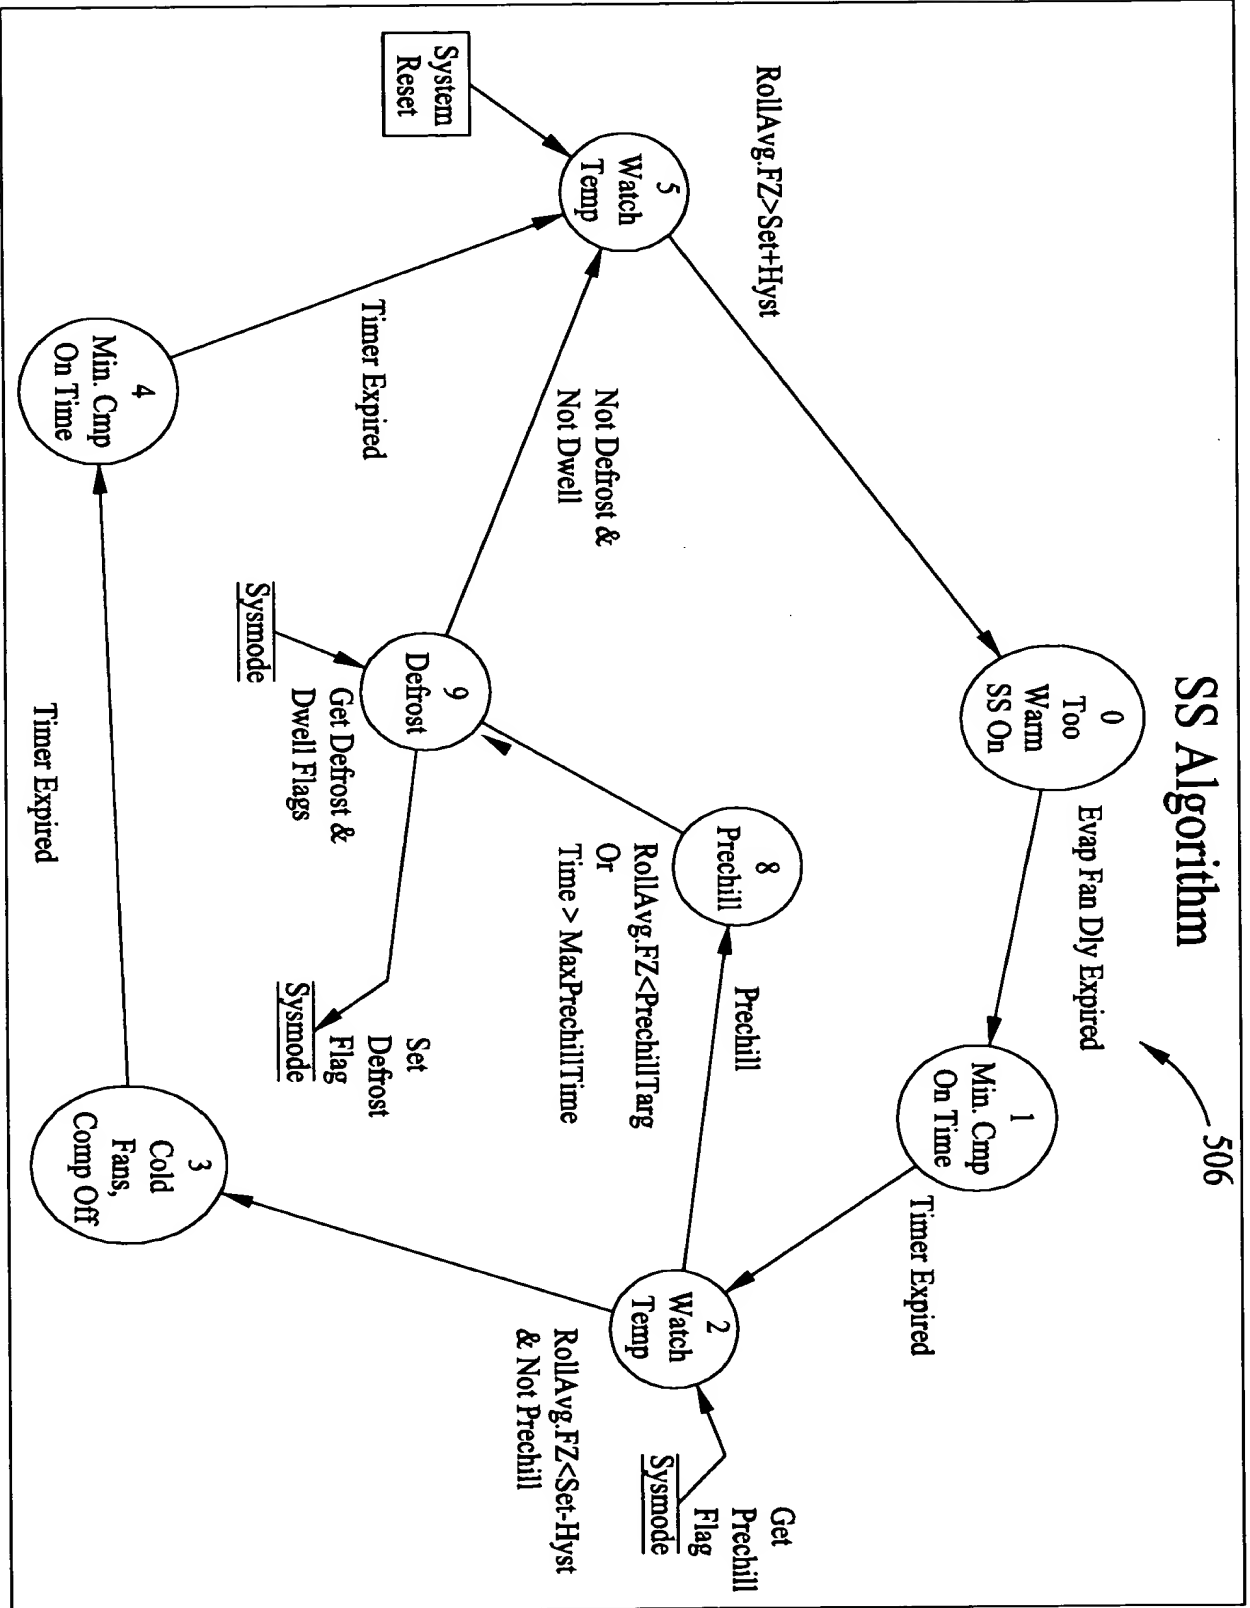 SS Algorithm
506
System
Reset
RollAvg.FZ>Set+Hyst
5
Watch
Temp
0
Too
Warm
SS On
Evap Fan Dly Expired
1
Min. Cmp
On Time
Timer Expired
2
Watch
Temp
Get
Prechill
Flag
Sysmode
Prechill
8
Prechill
RollAvg.FZ<PrechillTarg
Or
Time > MaxPrechillTime
RollAvg.FZ<Set-Hyst
& Not Prechill
Not Defrost &
Not Dwell
9
Defrost
Sysmode
Get Defrost &
Dwell Flags
Set
Defrost
Flag
Sysmode
3
Cold
Fans,
Comp Off
Timer Expired
4
Min. Cmp
On Time
Timer Expired